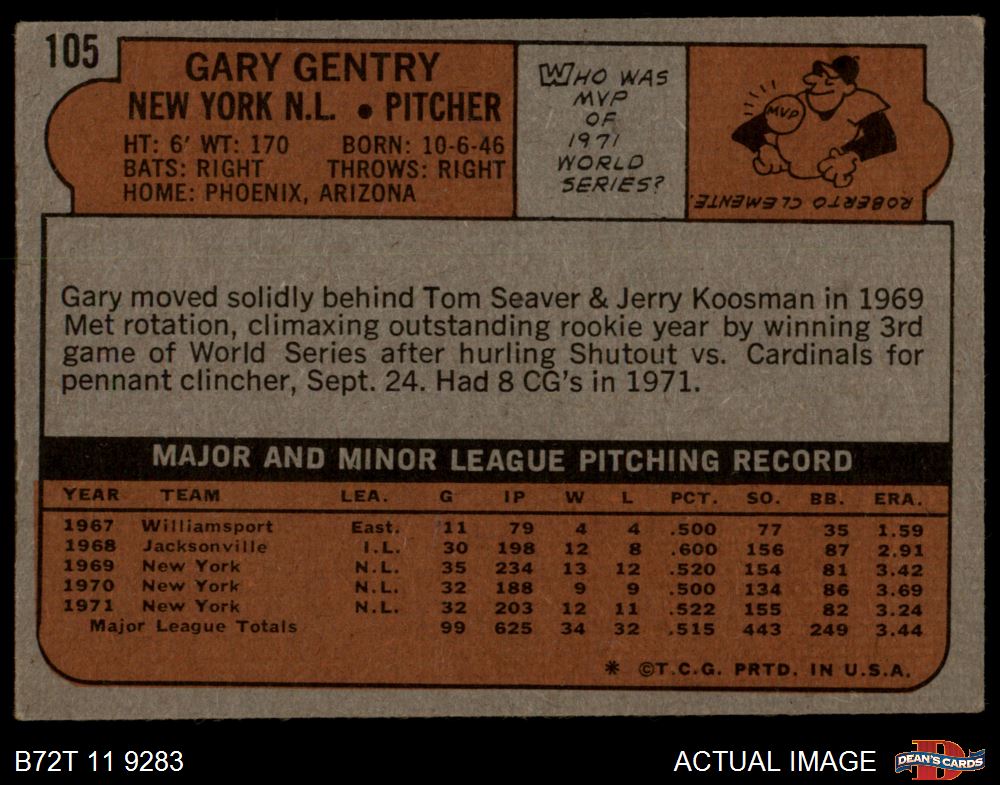 105
GARY GENTRY
NEW YORK N.L. • PITCHER
HT: 6' WT: 170 BORN: 10-6-46
BATS: RIGHT THROWS: RIGHT
HOME: PHOENIX, ARIZONA
WHO WAS
MVP
OF
1971
WORLD
SERIES?
MVP
ROBERTO CLEMENTE.
Gary moved solidly behind Tom Seaver & Jerry Koosman in 1969
Met rotation, climaxing outstanding rookie year by winning 3rd
game of World Series after hurling Shutout vs. Cardinals for
pennant clincher, Sept. 24. Had 8 CG's in 1971.
MAJOR AND MINOR LEAGUE PITCHING RECORD
YEAR TEAM LEA. G IP W L PCT. SO. BB. ERA.
1967 Williamsport East. 11 79 4 4 .500 77 35 1.59
1968 Jacksonville I.L. 30 198 12 8 .600 156 87 2.91
1969 New York N.L. 35 234 13 12 .520 154 81 3.42
1970 New York N.L. 32 188 9 9 .500 134 86 3.69
1971 New York N.L. 32 203 12 11 .522 155 82 3.24
Major League Totals 99 625 34 32 .515 443 249 3.44
* ©T.C.G. PRTD. IN U.S.A.
B72T 11 9283
ACTUAL IMAGE
DEAN'S CARDS